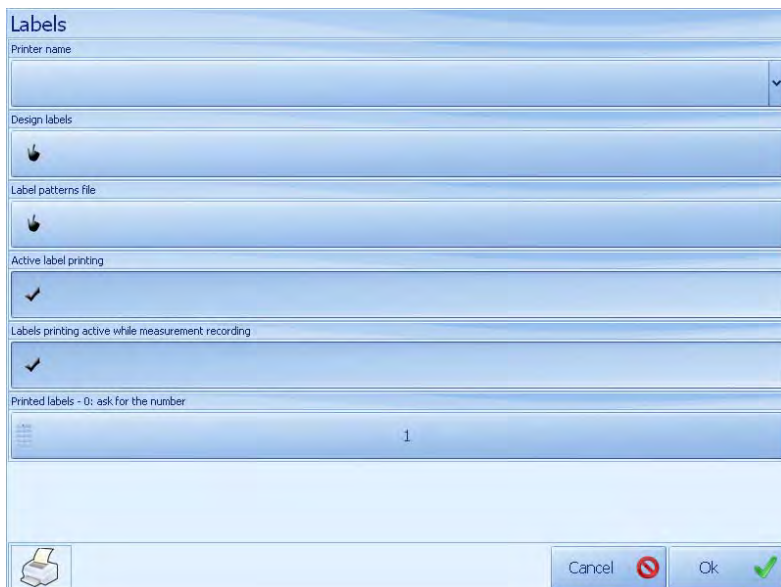 Labels
Printer name
Design labels
Label patterns file
Active label printing
Labels printing active while measurement recording
Printed labels - 0: ask for the number
1
Cancel Ok